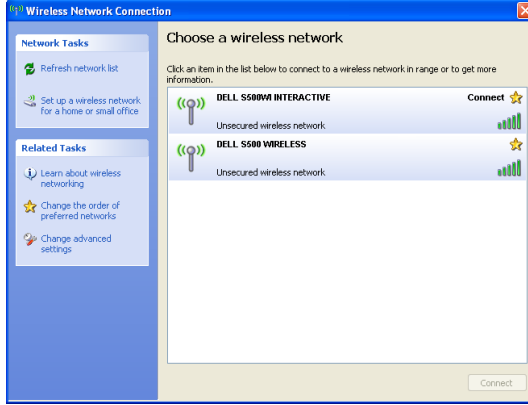 Wireless Network Connection
Network Tasks
Refresh network list
Set up a wireless network
for a home or small office
Related Tasks
Learn about wireless
networking
Change the order of
preferred networks
Change advanced
settings
Choose a wireless network
Click an item in the list below to connect to a wireless network in range or to get more
information.
DELL S500WI INTERACTIVE Connect
Unsecured wireless network
DELL S500 WIRELESS
Unsecured wireless network
Connect